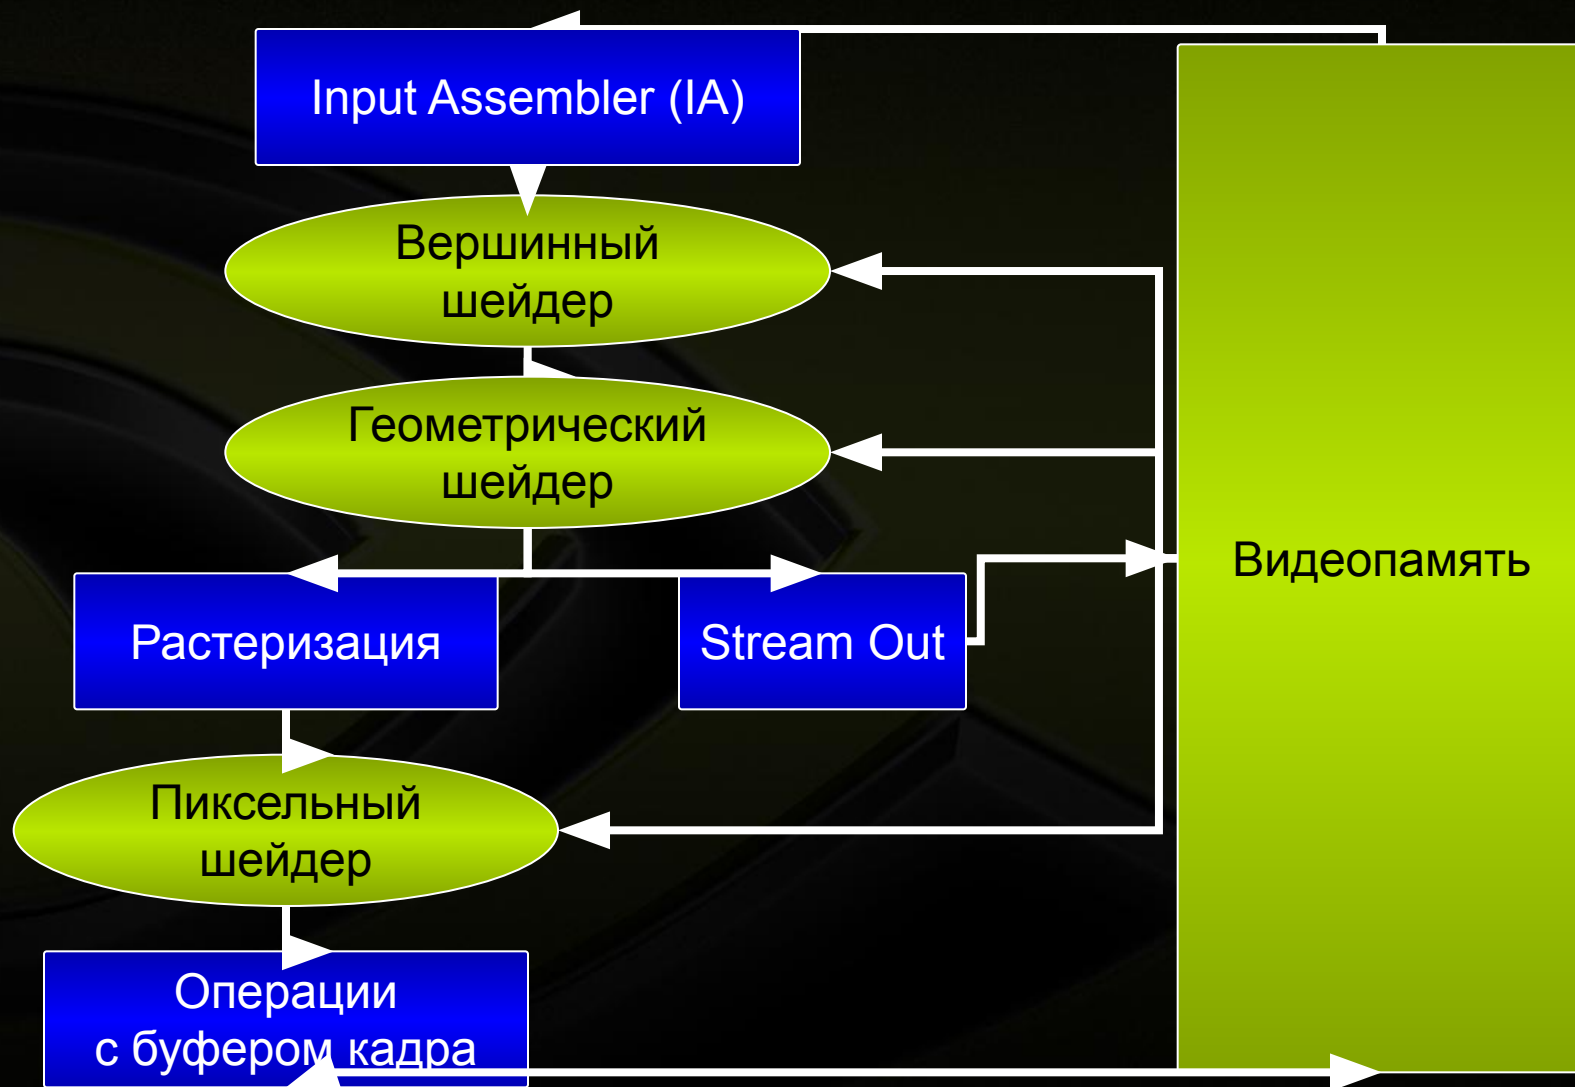 Input Assembler (IA)
Вершинный
шейдер
Геометрический
шейдер
Растеризация
Stream Out
Видеопамять
Пиксельный
шейдер
Операции
с буфером кадра